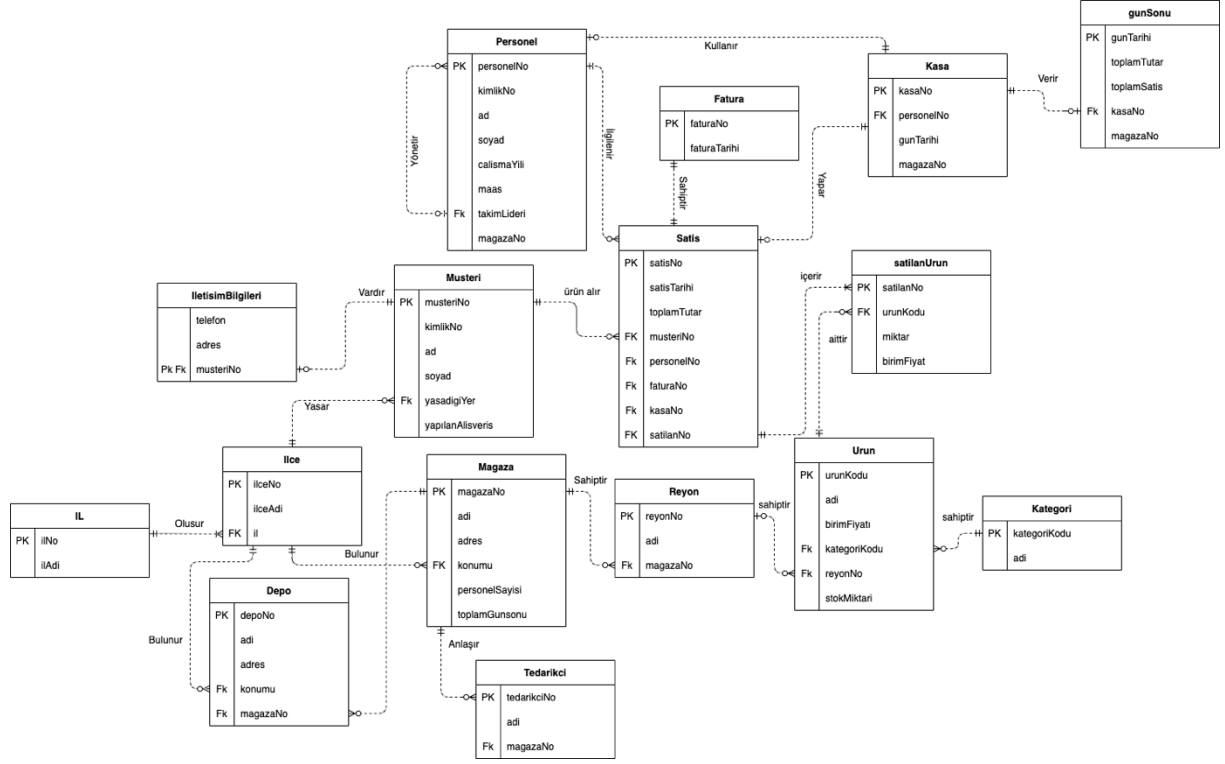 gunSonu
PK gunTarihi
toplamTutar
toplamSatis
Fk kasaNo
magazaNo
Personel
PK personelNo
kimlikNo
ad
soyad
calismaYili
maas
Fk takimLideri
magazaNo
Yönetir
Kullanır
İlgilenir
Kasa
PK kasaNo
FK personelNo
gunTarihi
magazaNo
Verir
Fatura
PK faturaNo
faturaTarihi
Sahiptir
Yapar
Satis
PK satisNo
satisTarihi
toplamTutar
FK musteriNo
Fk personelNo
Fk faturaNo
Fk kasaNo
FK satilanNo
satilanUrun
PK satilanNo
FK urunKodu
miktar
birimFiyat
içerir
aittir
Musteri
PK musteriNo
kimlikNo
ad
soyad
Fk yasadigiYer
yapılanAlisveris
ürün alır
Vardır
IletisimBilgileri
telefon
adres
Pk Fk musteriNo
Yasar
Ilce
PK ilceNo
ilceAdi
FK il
IL
PK ilNo
ilAdi
Olusur
Magaza
PK magazaNo
adi
adres
FK konumu
personelSayisi
toplamGunsonu
Bulunur
Sahiptir
Reyon
PK reyonNo
adi
Fk magazaNo
sahiptir
Urun
PK urunKodu
adi
birimFiyatı
Fk kategoriKodu
Fk reyonNo
stokMiktari
sahiptir
Kategori
PK kategoriKodu
adi
Depo
PK depoNo
adi
adres
Fk konumu
Fk magazaNo
Bulunur
Anlaşır
Tedarikci
PK tedarikciNo
adi
Fk magazaNo